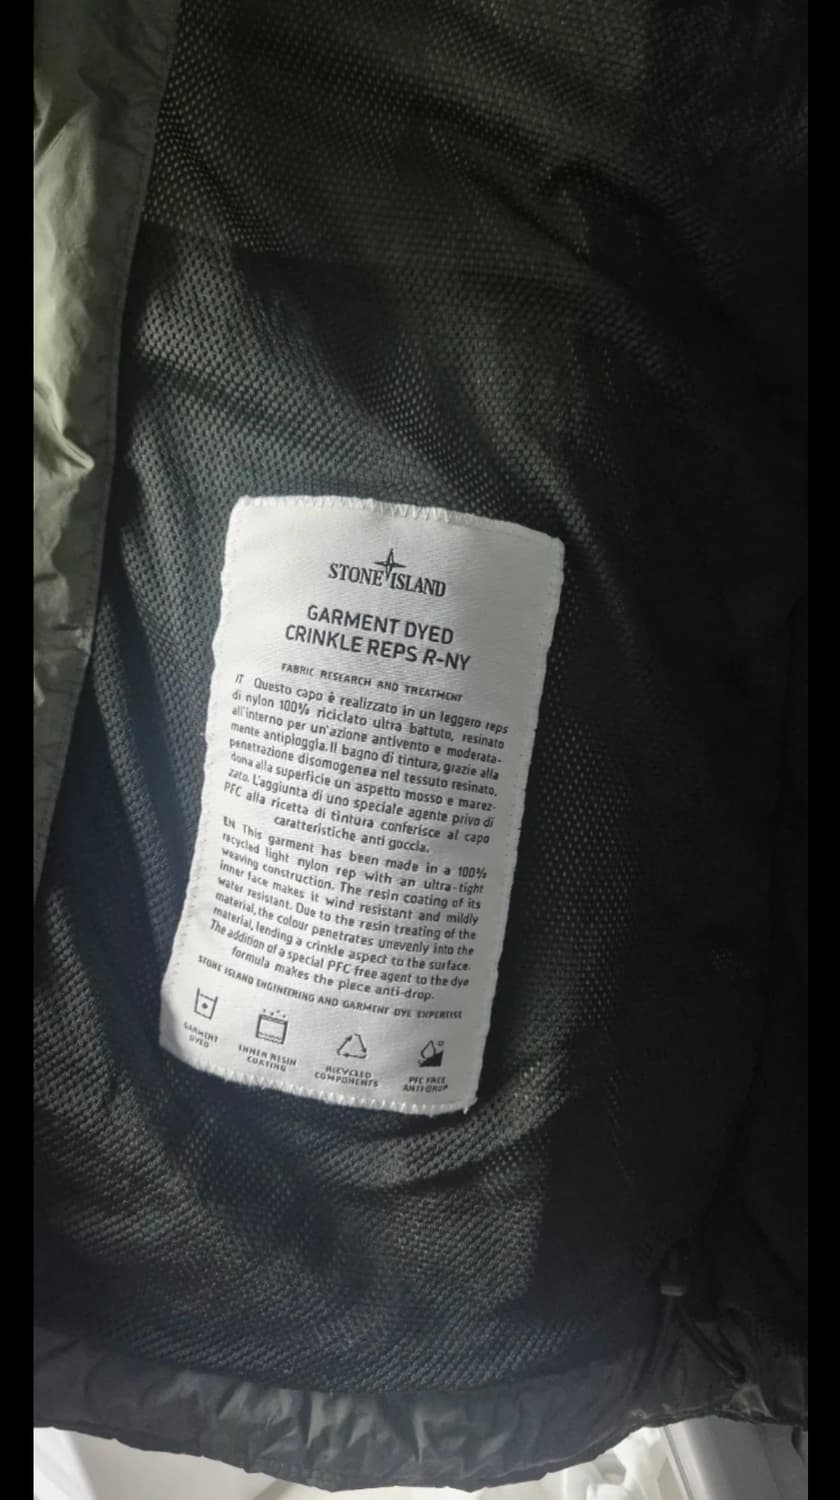 STONE ISLAND
GARMENT DYED
CRINKLE REPS R-NY
FABRIC RESEARCH AND TREATMENT
IT Questo capo è realizzato in un leggero reps
di nylon 100% riciclato ultra battuto, resinato
all'interno per un'azione antivento e moderata-
mente antipioggia. Il bagno di tintura, grazie alla
penetrazione disomogenea nel tessuto resinato,
dona alla superficie un aspetto mosso e marez-
zato. L'aggiunta di uno speciale agente privo di
PFC alla ricetta di tintura conferisce al capo
caratteristiche anti goccia.
EN This garment has been made in a 100%
recycled light nylon rep with an ultra-tight
weaving construction. The resin coating of its
inner face makes it wind resistant and mildly
water resistant. Due to the resin treating of the
material, the colour penetrates unevenly into the
material, lending a crinkle aspect to the surface.
The addition of a special PFC free agent to the dye
formula makes the piece anti-drop.
STONE ISLAND ENGINEERING AND GARMENT DYE EXPERTISE
GARMENT
DYED
INNER RESIN
COATING
RECYCLED
COMPONENTS
PFC FREE
ANTI-DROP